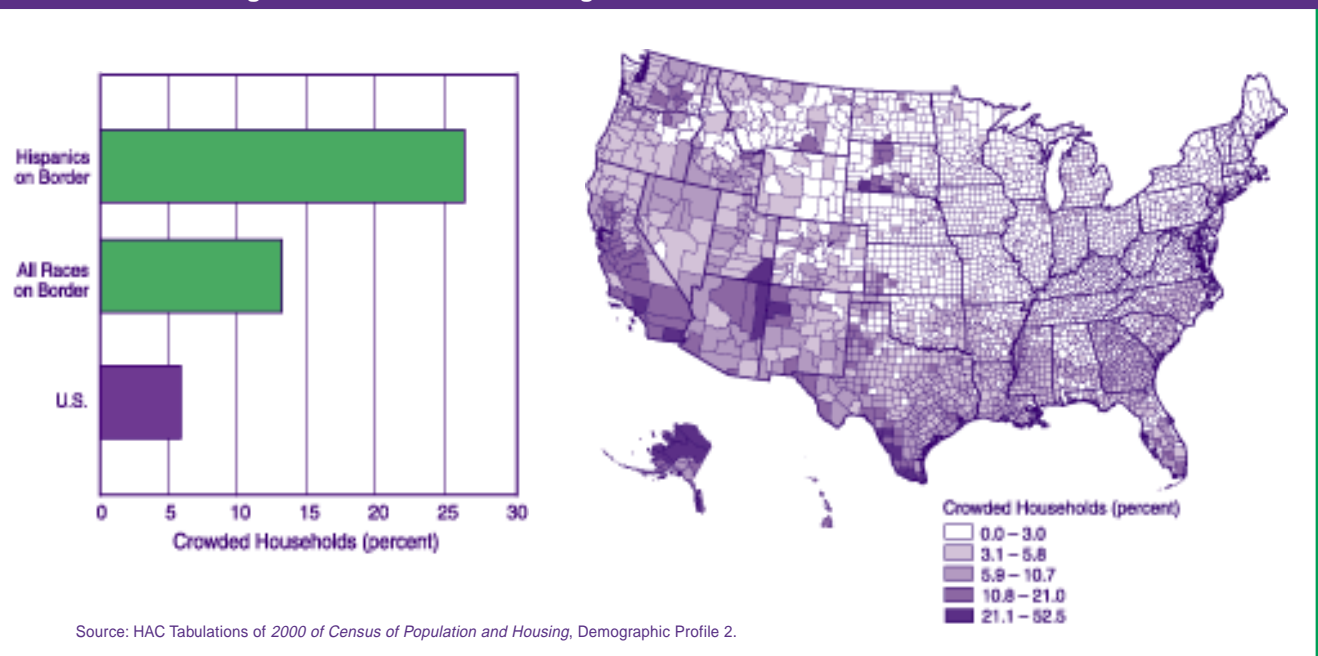 Hispanics
on Border
All Races
on Border
U.S.
0 5 10 15 20 25 30
Crowded Households (percent)
Crowded Households (percent)
0.0 – 3.0
3.1 – 5.8
5.9 – 10.7
10.8 – 21.0
21.1 – 52.5
Source: HAC Tabulations of 2000 of Census of Population and Housing, Demographic Profile 2.